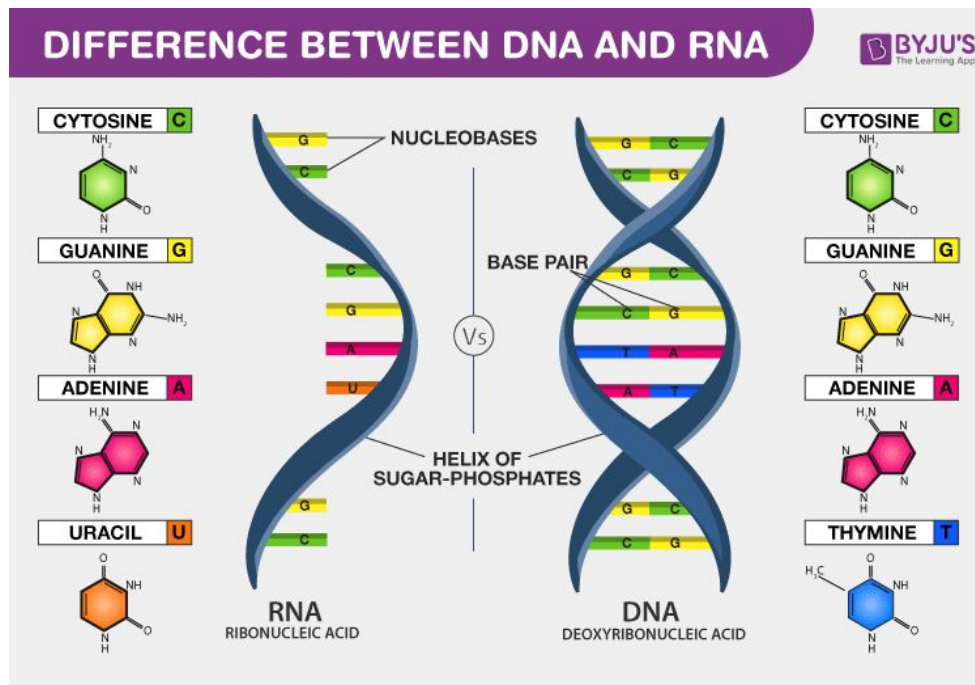 DIFFERENCE BETWEEN DNA AND RNA
BYJU'S
The Learning App
CYTOSINE C
NH₂
N
O
N
H
GUANINE G
O
NH
N
NH₂
N
N
H
ADENINE A
H₂N
N
N
N
N
H
URACIL U
O
NH
O
N
H
G
C
C
G
A
U
G
C
NUCLEOBASES
BASE PAIR
Vs
HELIX OF
SUGAR-PHOSPHATES
RNA
RIBONUCLEIC ACID
G C
C G
G C
C G
T A
A T
G C
C G
DNA
DEOXYRIBONUCLEIC ACID
CYTOSINE C
NH₂
N
O
N
H
GUANINE G
O
NH
N
NH₂
N
N
H
ADENINE A
H₂N
N
N
N
N
H
THYMINE T
O
H₃C
NH
O
N
H